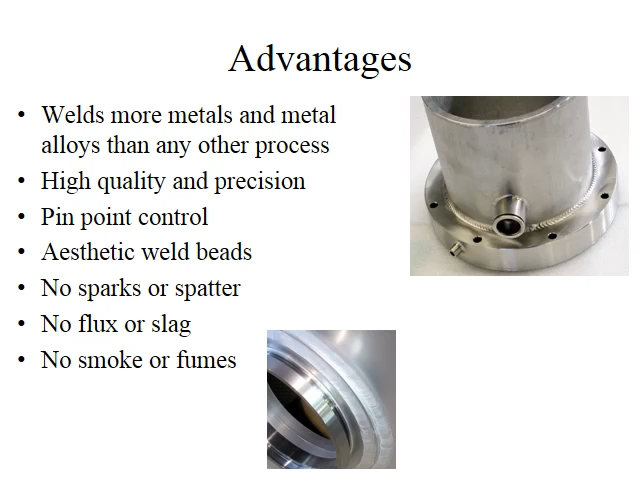 Advantages
• Welds more metals and metal
alloys than any other process
• High quality and precision
• Pin point control
• Aesthetic weld beads
• No sparks or spatter
• No flux or slag
• No smoke or fumes